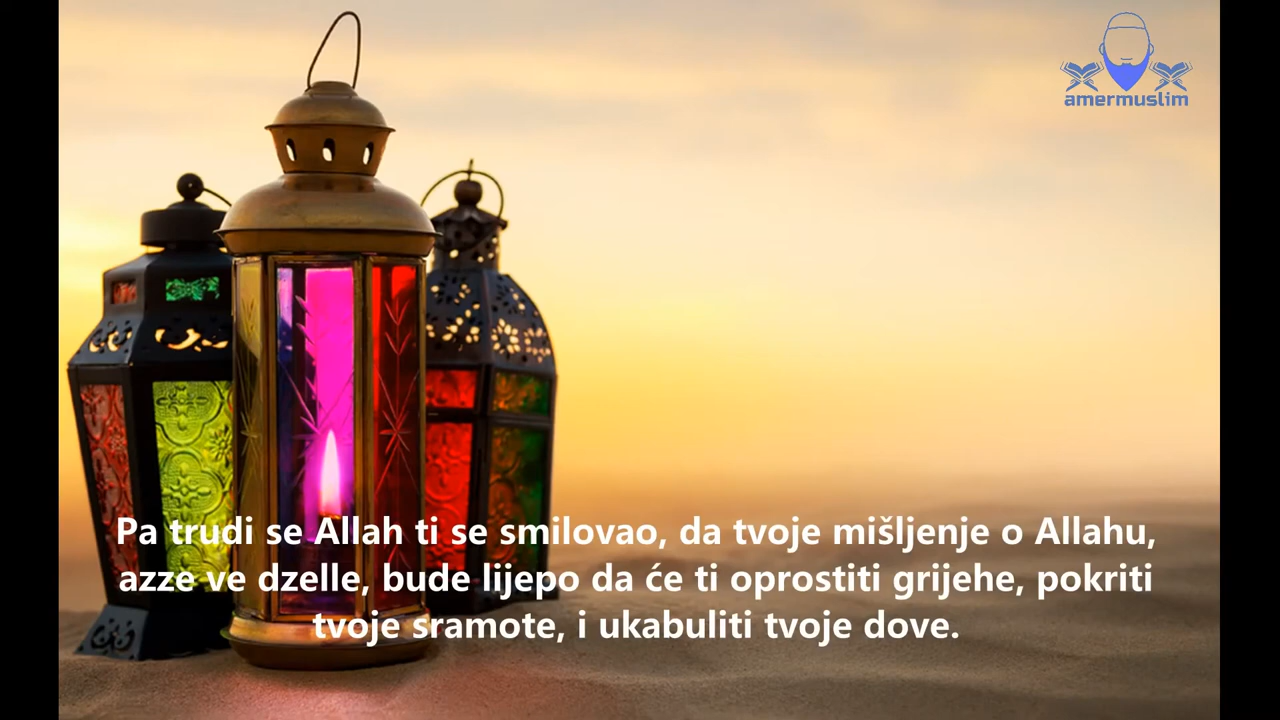 amermuslim
Pa trudi se Allah ti se smilovao, da tvoje mišljenje o Allahu,
azze ve dzelle, bude lijepo da će ti oprostiti grijehe, pokriti
tvoje sramote, i ukabuliti tvoje dove.